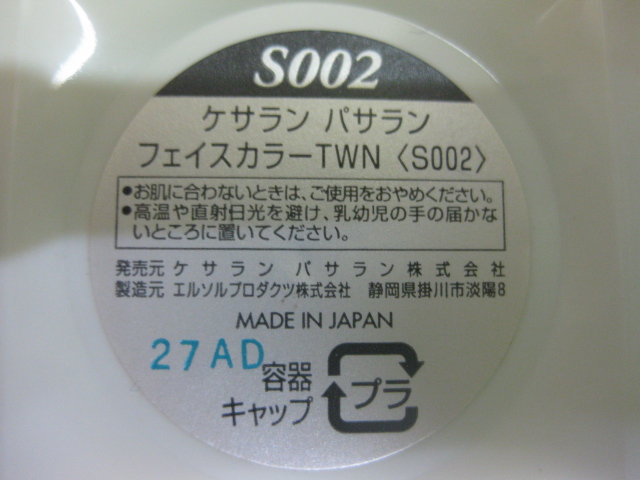 S002
ケサラン パサラン
フェイスカラーTWN〈S002〉
●お肌に合わないときは、ご使用をおやめください。
●高温や直射日光を避け、乳幼児の手の届かな
いところに置いてください。
発売元 ケサラン パサラン株式会社
製造元 エルソルプロダクツ株式会社 静岡県掛川市淡陽8
MADE IN JAPAN
27AD
容器
キャップ
プラ